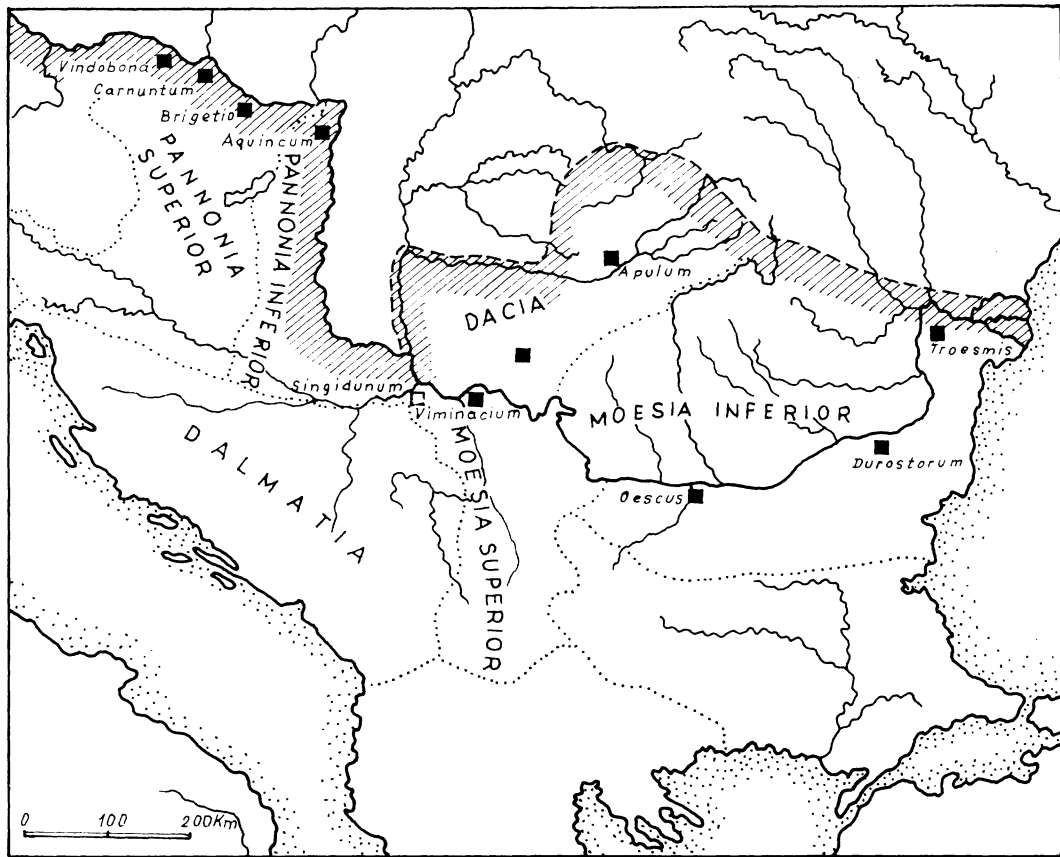 Vindobona
Carnuntum
Brigetio
Aquincum
PANNONIA
SUPERIOR
PANNONIA INFERIOR
Apulum
DACIA
Troesmis
Singidunum
Viminacium
MOESIA INFERIOR
Durostorum
Oescus
DALMATIA
MOESIA SUPERIOR
0 100 200Km